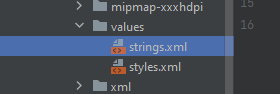 mipmap-xxxhdpi
15
values
16
strings.xml
styles.xml
xml